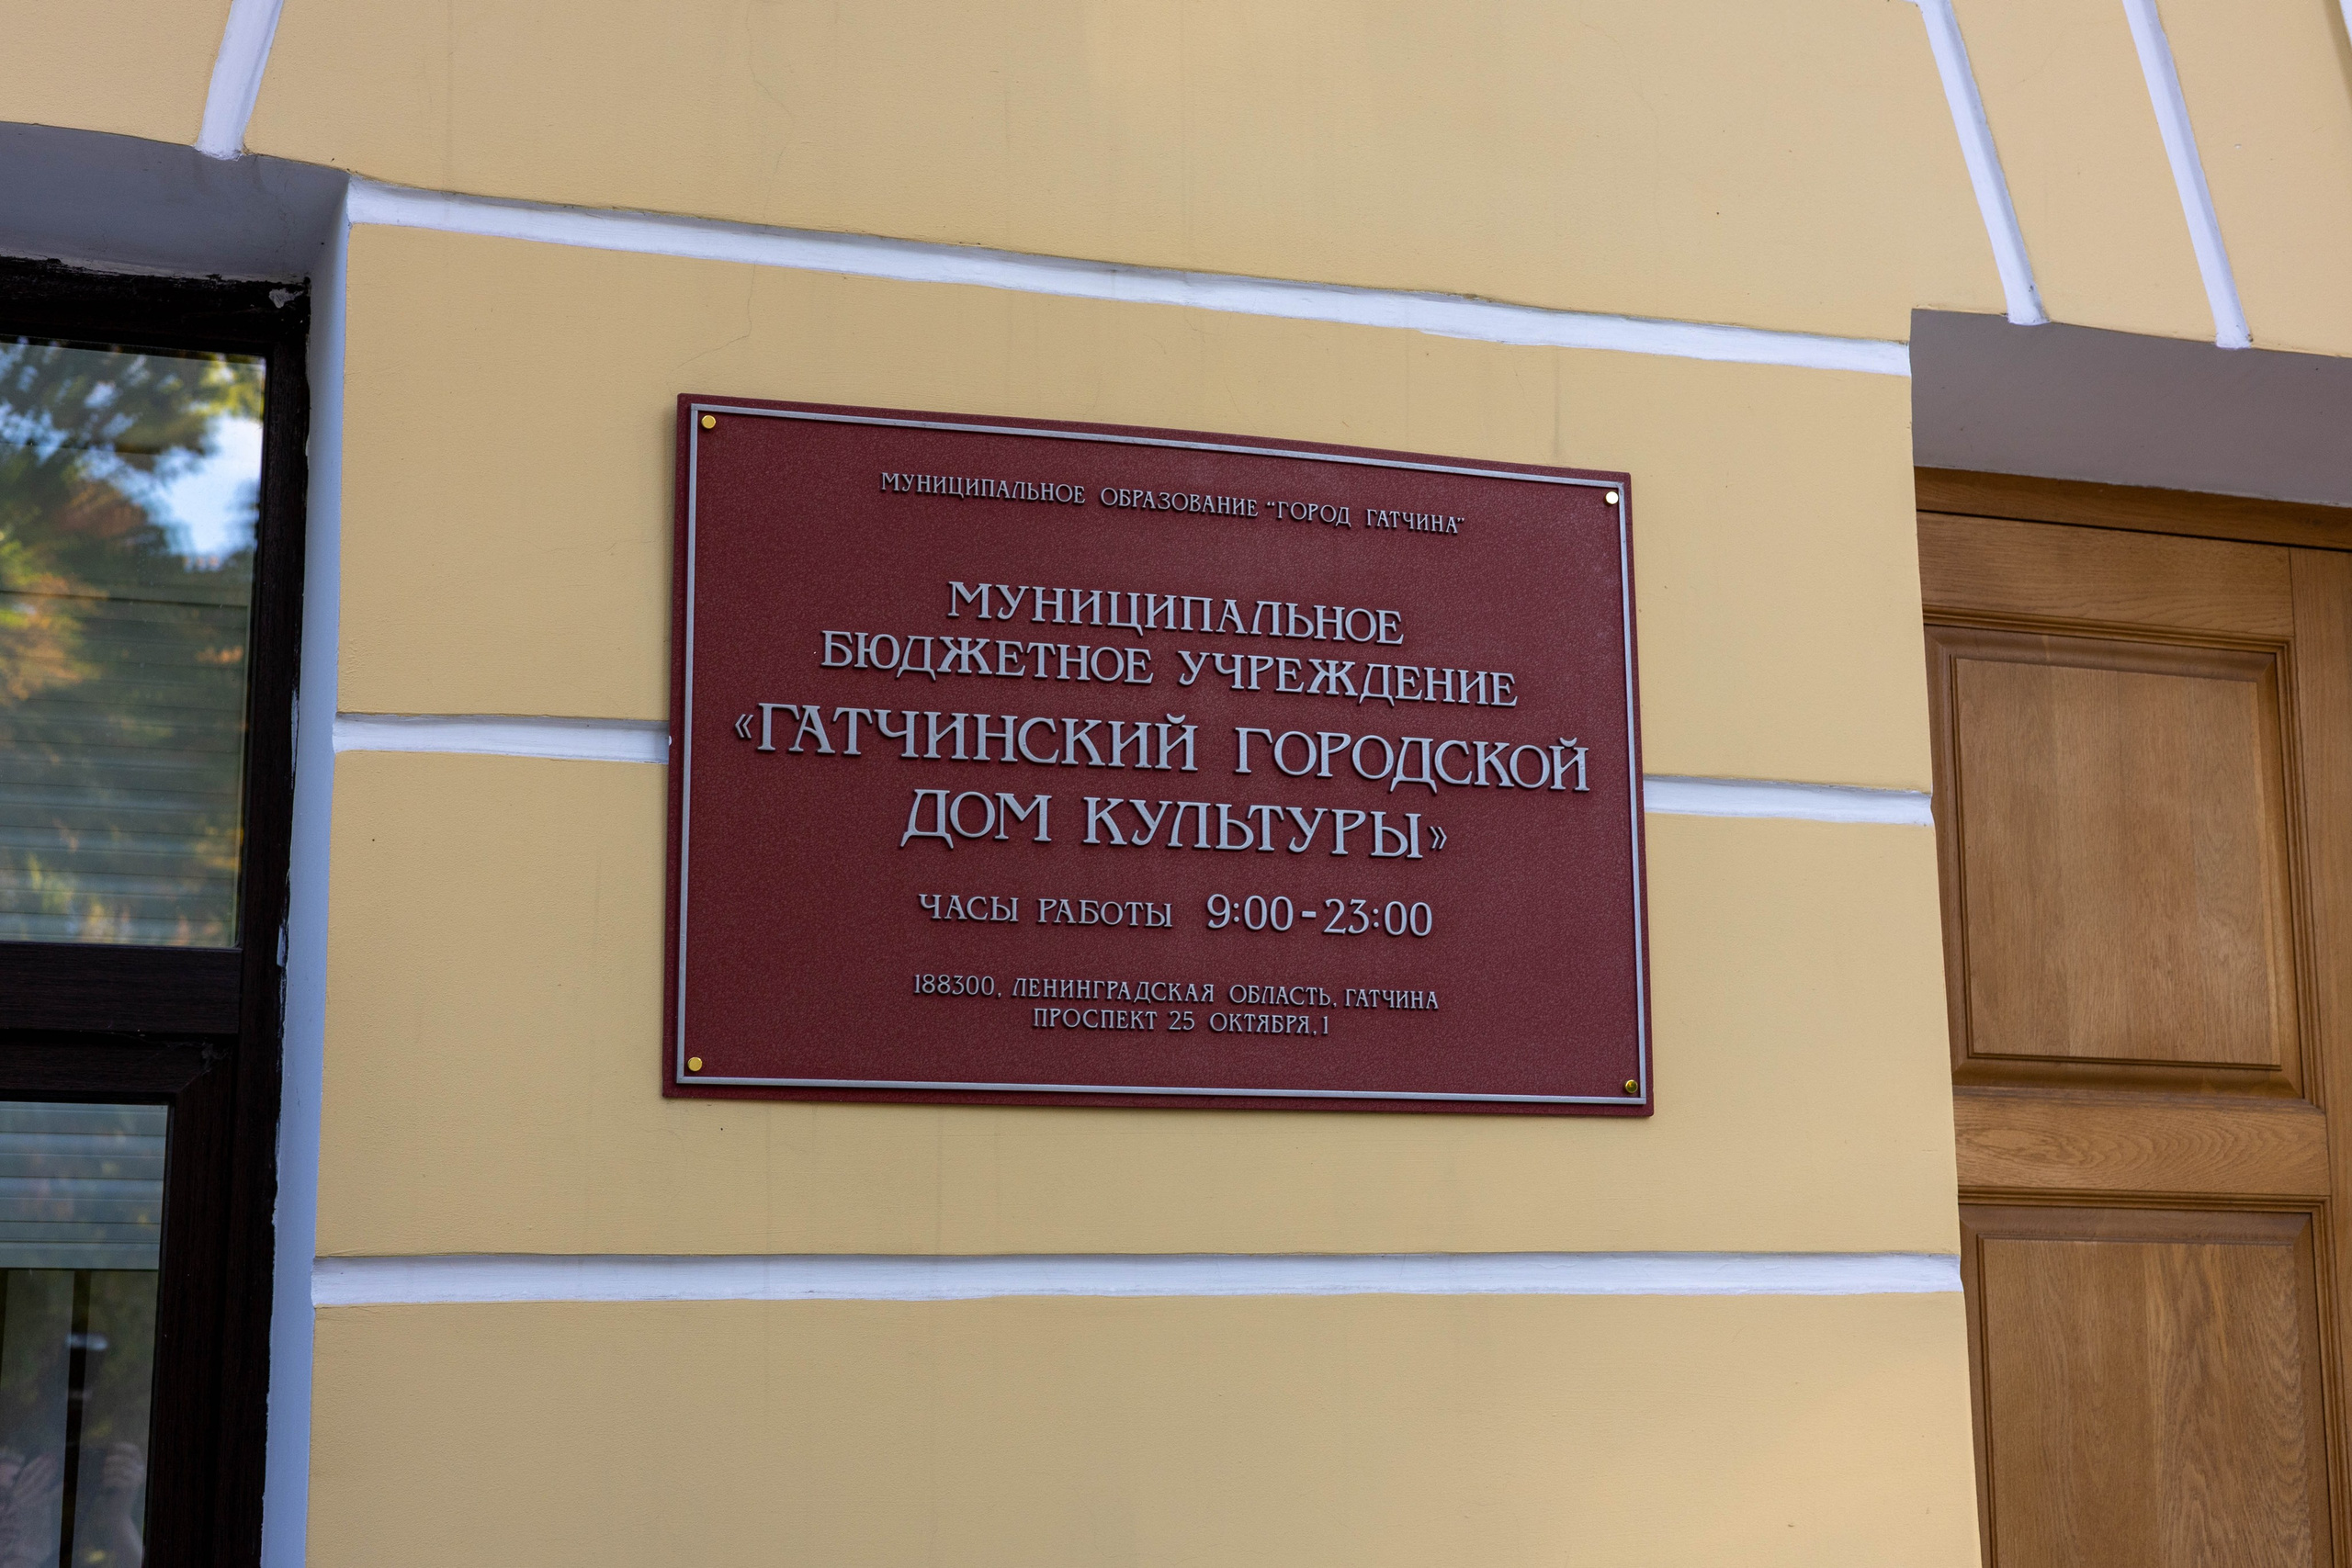 МУНИЦИПАЛЬНОЕ ОБРАЗОВАНИЕ "ГОРОД ГАТЧИНА"
МУНИЦИПАЛЬНОЕ
БЮДЖЕТНОЕ УЧРЕЖДЕНИЕ
«ГАТЧИНСКИЙ ГОРОДСКОЙ
ДОМ КУЛЬТУРЫ»
ЧАСЫ РАБОТЫ 9:00-23:00
188300, ЛЕНИНГРАДСКАЯ ОБЛАСТЬ, ГАТЧИНА
ПРОСПЕКТ 25 ОКТЯБРЯ,1